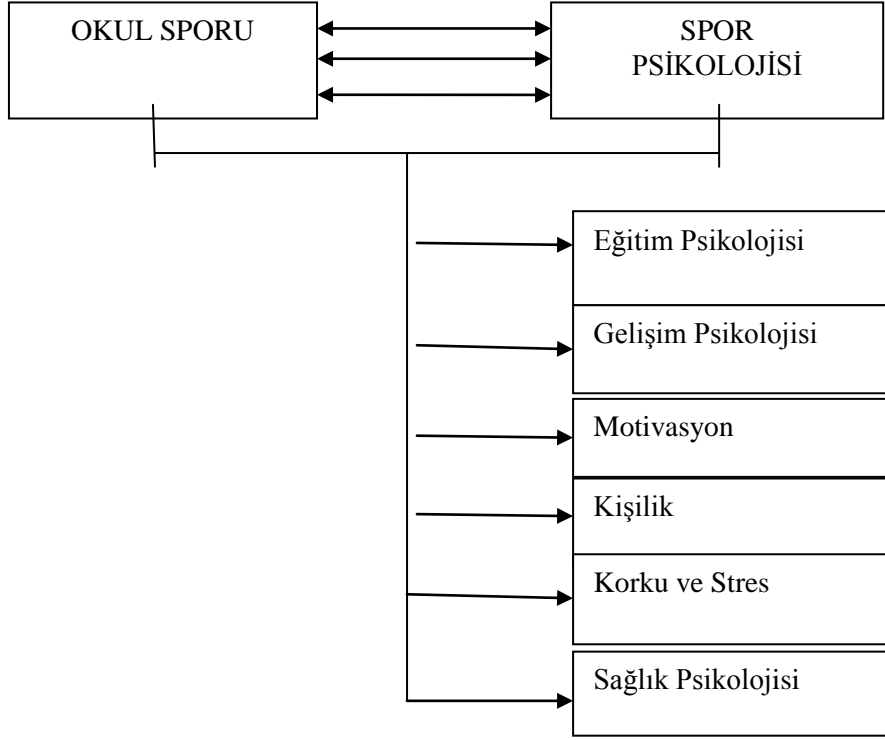 OKUL SPORU
SPOR
PSİKOLOJİSİ
Eğitim Psikolojisi
Gelişim Psikolojisi
Motivasyon
Kişilik
Korku ve Stres
Sağlık Psikolojisi